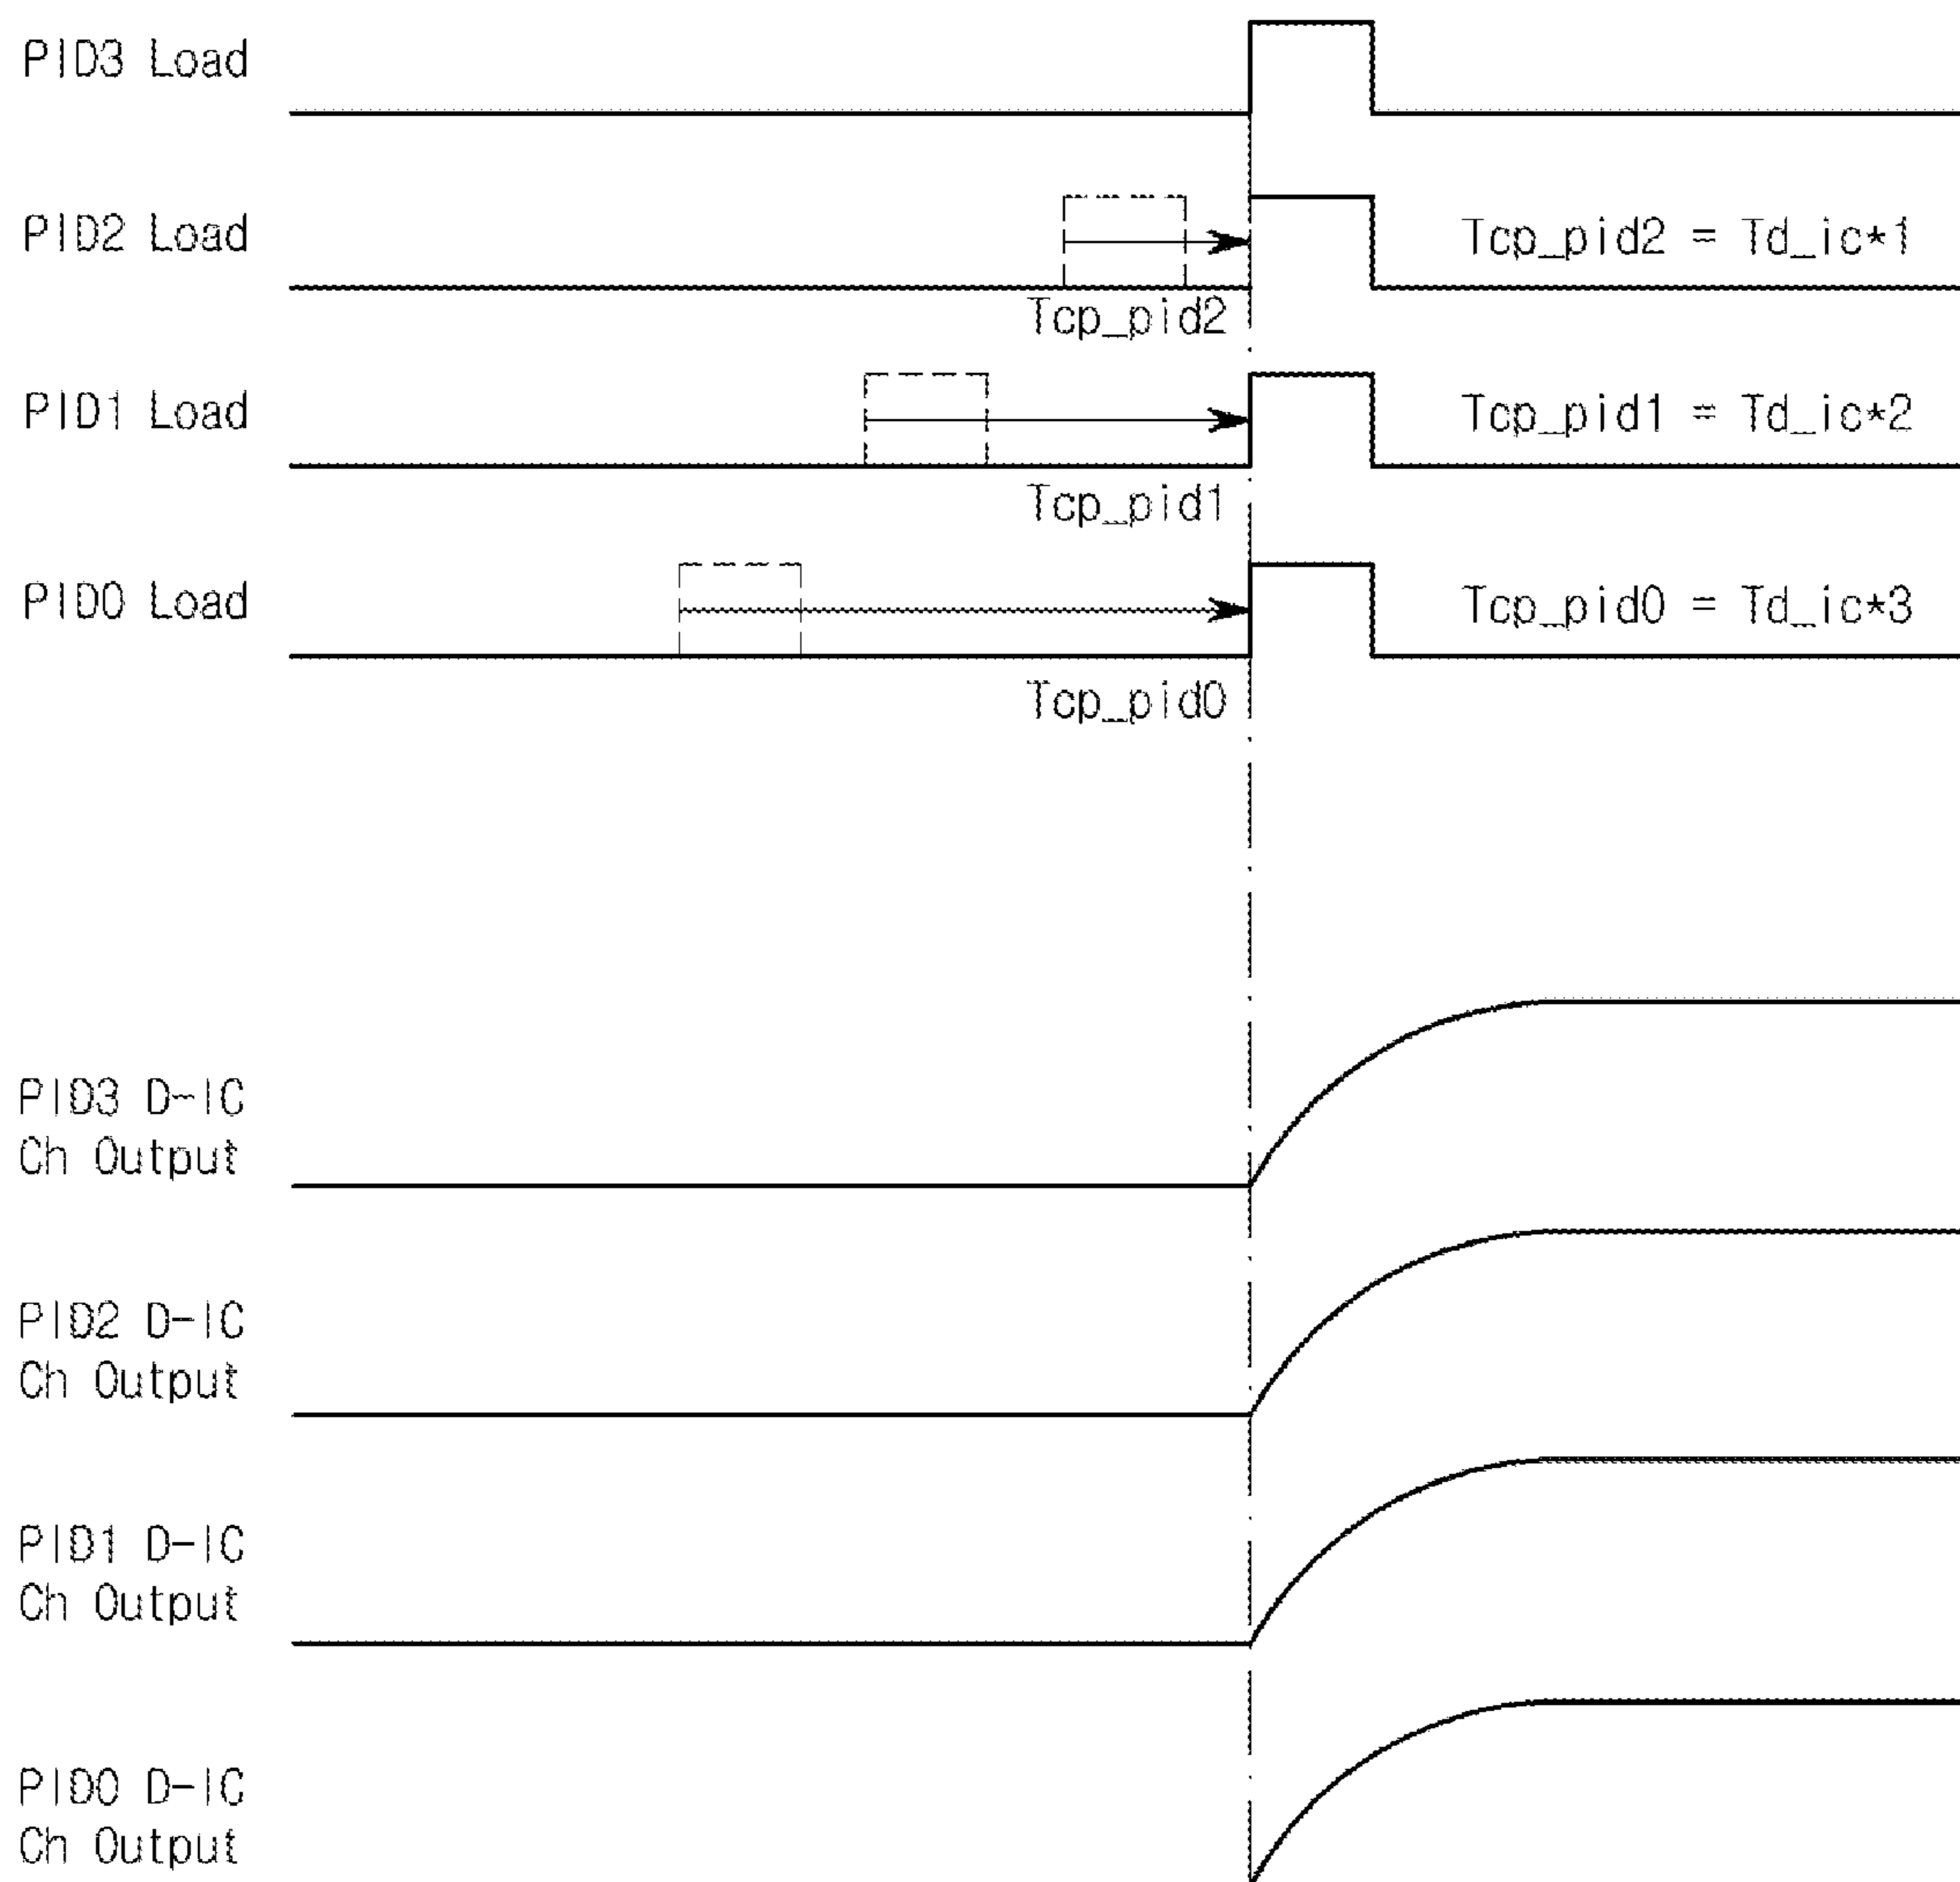 PID3 Load
PID2 Load
Tcp_pid2 = Td_ic*1
Tcp_pid2
PID1 Load
Tcp_pid1 = Td_ic*2
Tcp_pid1
PID0 Load
Tcp_pid0 = Td_ic*3
Tcp_pid0
PID3 D-IC
Ch Output
PID2 D-IC
Ch Output
PID1 D-IC
Ch Output
PID0 D-IC
Ch Output